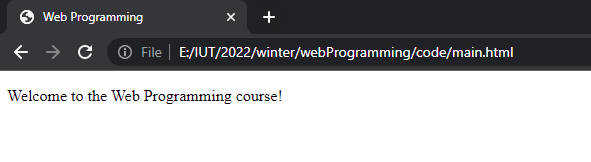 Web Programming
File E:/IUT/2022/winter/webProgramming/code/main.html
Welcome to the Web Programming course!